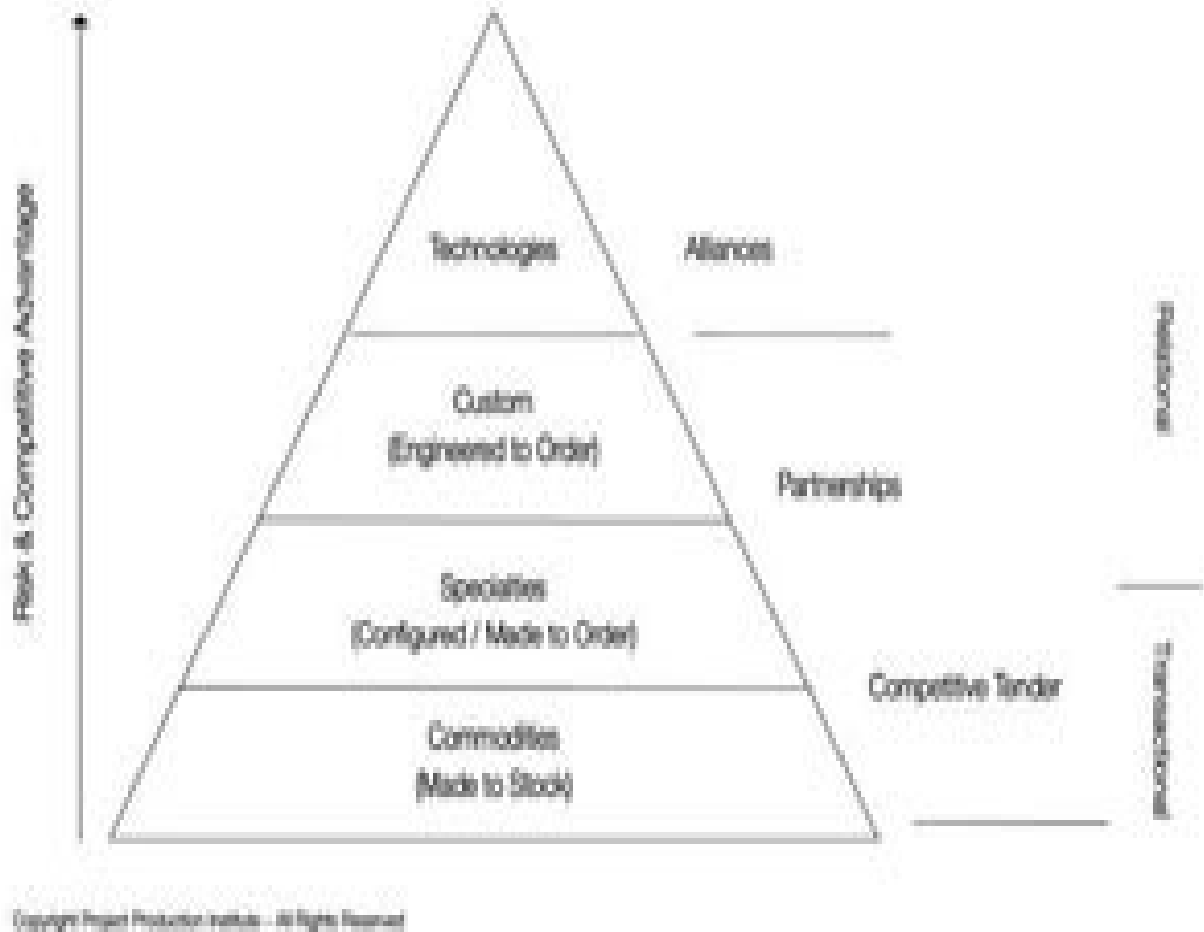 Risk & Competitive Advantage
Technologies
Alliances
Custom
(Engineered to Order)
Partnerships
Relational
Specialties
(Configured / Made to Order)
Competitive Tender
Commodities
(Made to Stock)
Transactional
Copyright Project Production Institute - All Rights Reserved